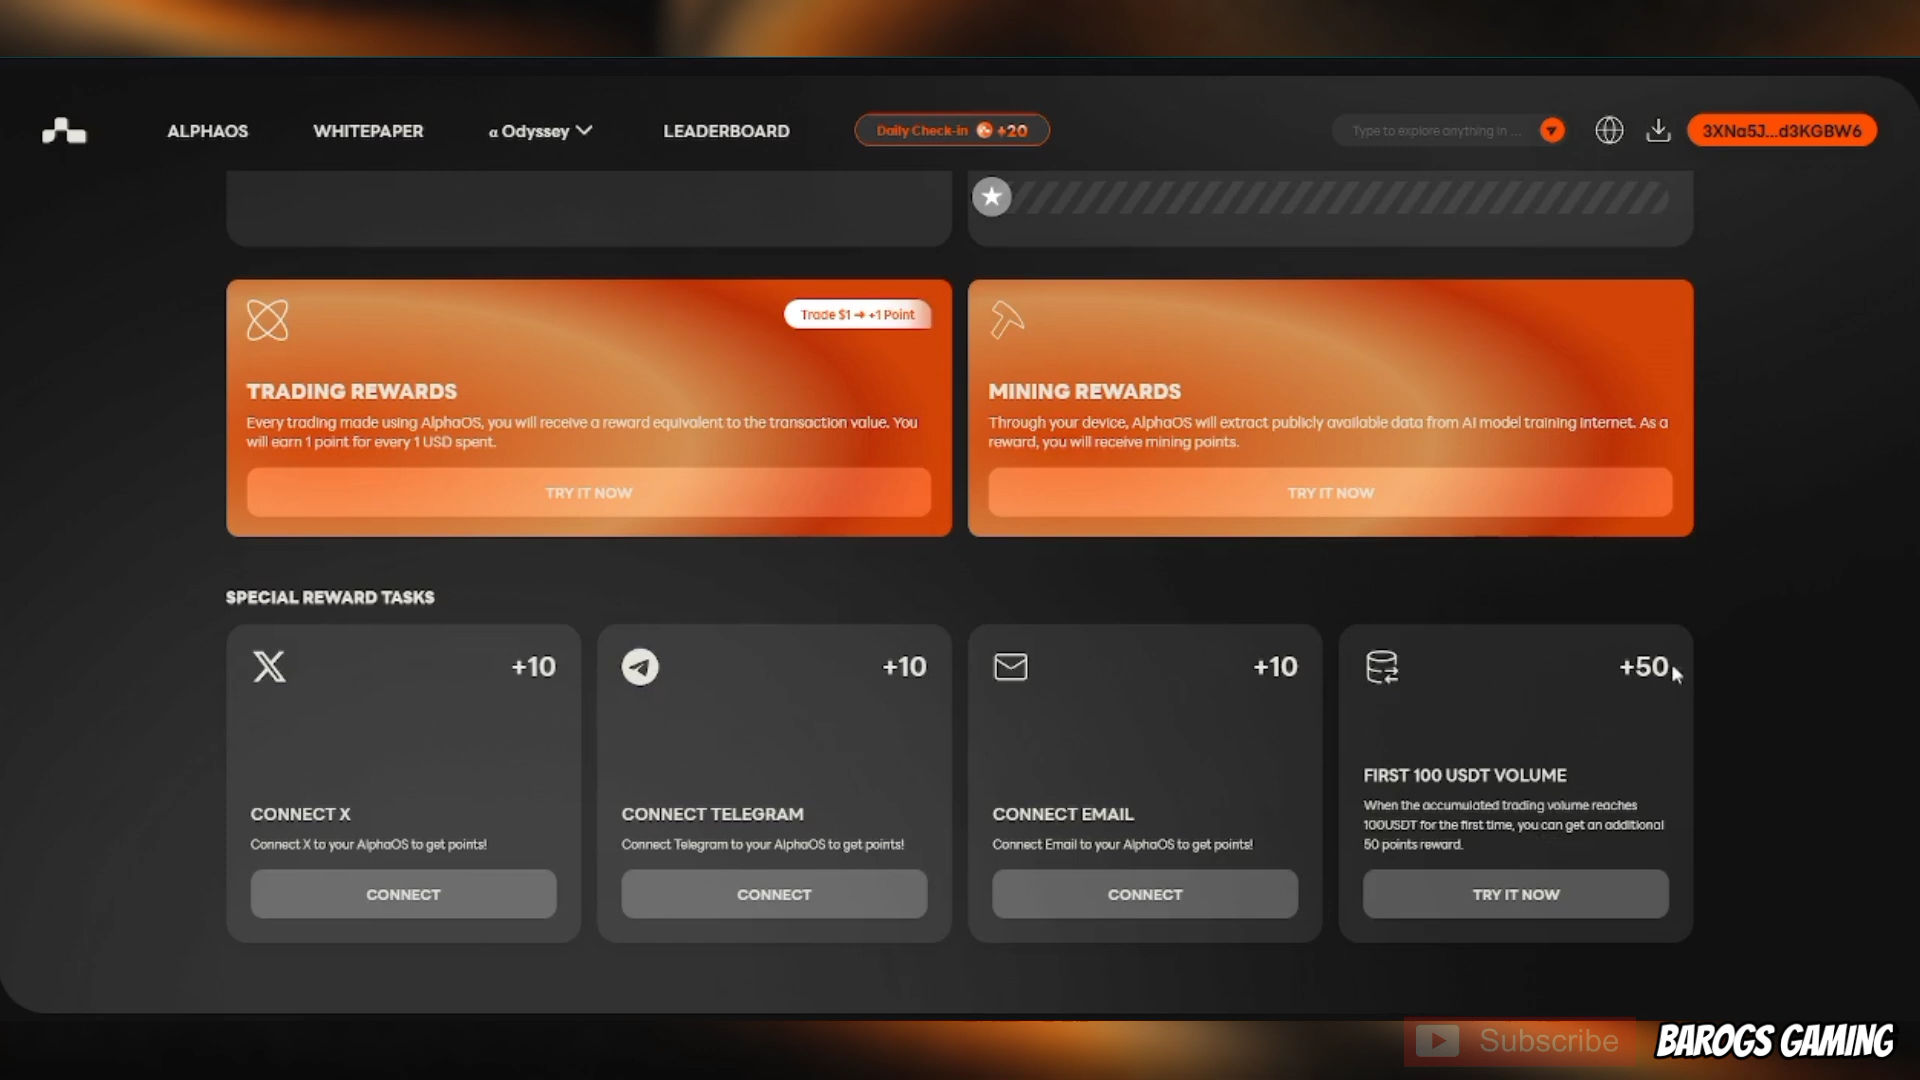 ALPHAOS
WHITEPAPER
α Odyssey
LEADERBOARD
Daily Check-in +20
Type to explore anything in ...
3XNa5J...d3KGBW6
Trade $1 → +1 Point
TRADING REWARDS
Every trading made using AlphaOS, you will receive a reward equivalent to the transaction value. You
will earn 1 point for every 1 USD spent.
TRY IT NOW
MINING REWARDS
Through your device, AlphaOS will extract publicly available data from AI model training internet. As a
reward, you will receive mining points.
TRY IT NOW
SPECIAL REWARD TASKS
+10
CONNECT X
Connect X to your AlphaOS to get points!
CONNECT
+10
CONNECT TELEGRAM
Connect Telegram to your AlphaOS to get points!
CONNECT
+10
CONNECT EMAIL
Connect Email to your AlphaOS to get points!
CONNECT
+50
FIRST 100 USDT VOLUME
When the accumulated trading volume reaches
100USDT for the first time, you can get an additional
50 points reward.
TRY IT NOW
Subscribe
BAROGS GAMING